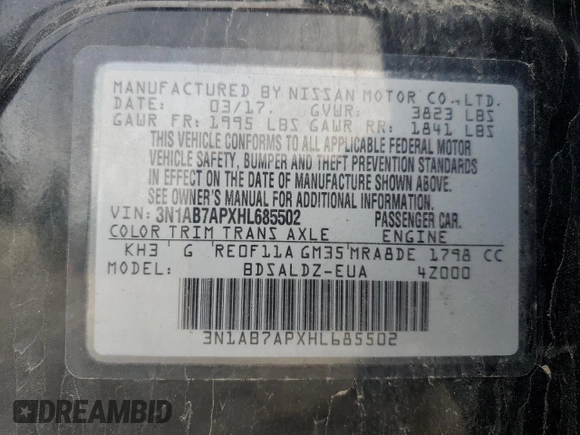 MANUFACTURED BY NISSAN MOTOR CO.,LTD.
DATE: 03/17. GVWR: 3823 LBS
GAWR FR: 1995 LBS GAWR RR: 1841 LBS
THIS VEHICLE CONFORMS TO ALL APPLICABLE FEDERAL MOTOR
VEHICLE SAFETY, BUMPER AND THEFT PREVENTION STANDARDS
IN EFFECT ON THE DATE OF MANUFACTURE SHOWN ABOVE.
SEE OWNER'S MANUAL FOR ADDITIONAL INFORMATION.
VIN: 3N1AB7APXHL685502 PASSENGER CAR.
COLOR TRIM TRANS AXLE ENGINE
KH3 G RE0F11A GM35 MRA8DE 1798 CC
MODEL: BDSALDZ-EUA 4Z000
3N1AB7APXHL685502
DREAMBID